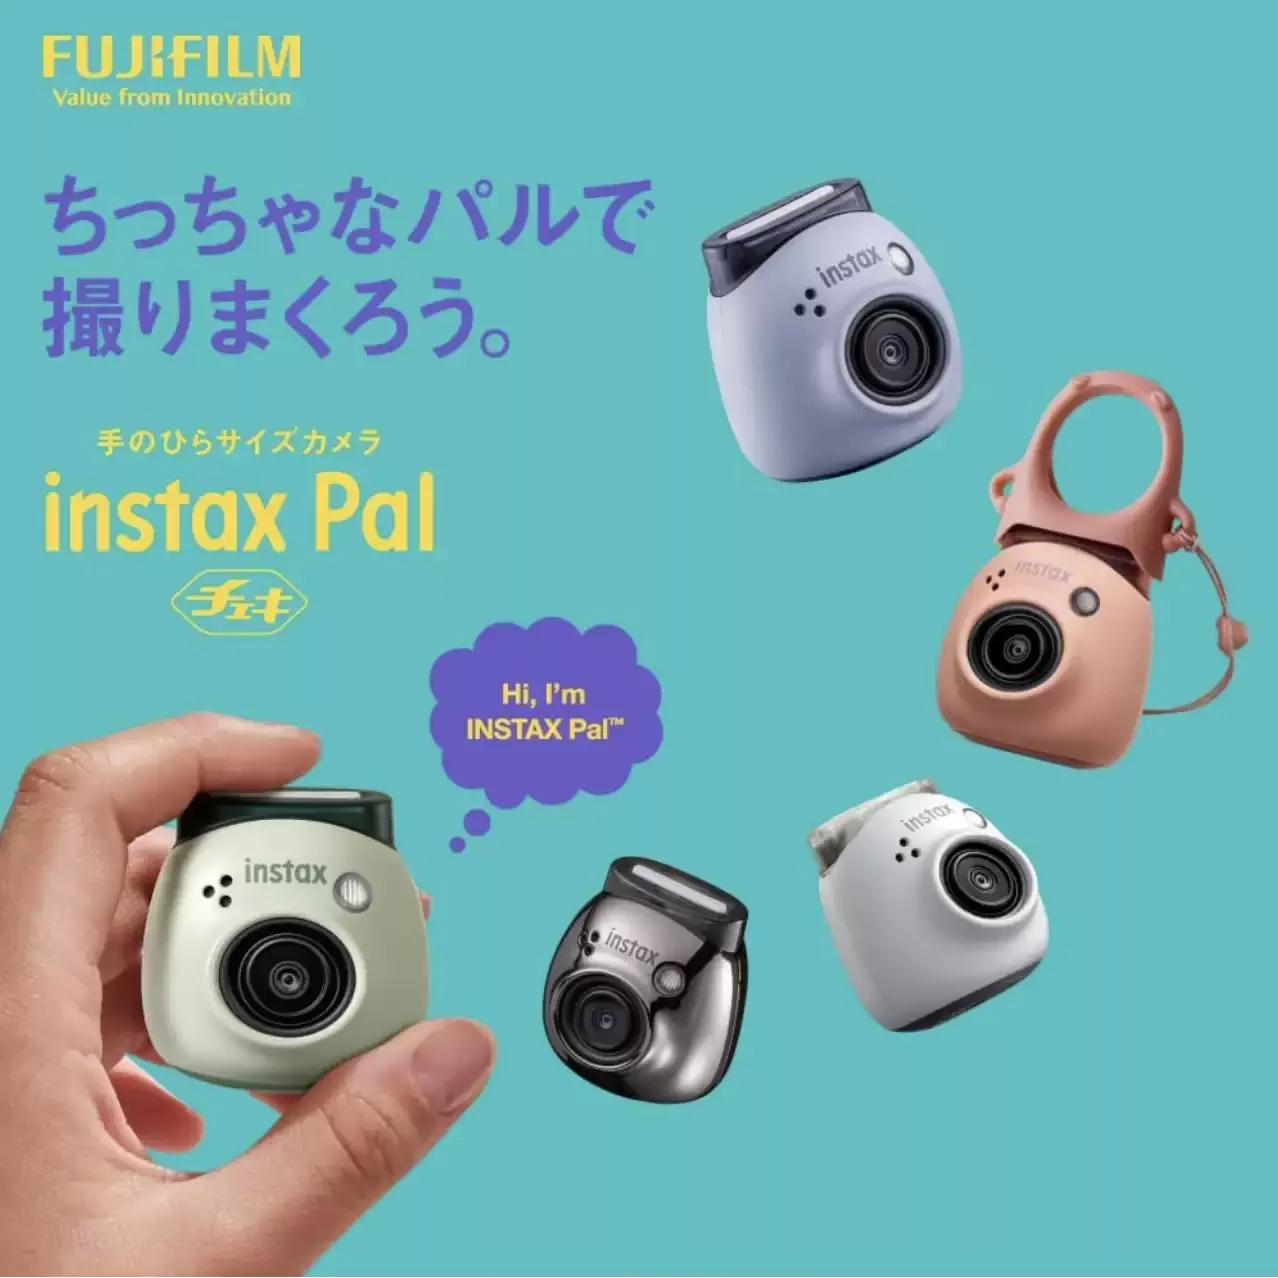 FUJIFILM
Value from Innovation
ちっちゃなパルで
撮りまくろう。
手のひらサイズカメラ
instax Pal
チェキ
Hi, I'm
INSTAX Pal™
instax
instax
instax
instax
instax